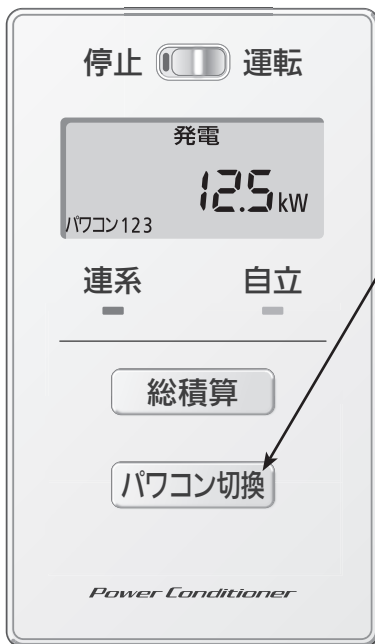 停止 運転
発電
12.5kW
パワコン123
連系 自立
総積算
パワコン切換
Power Conditioner